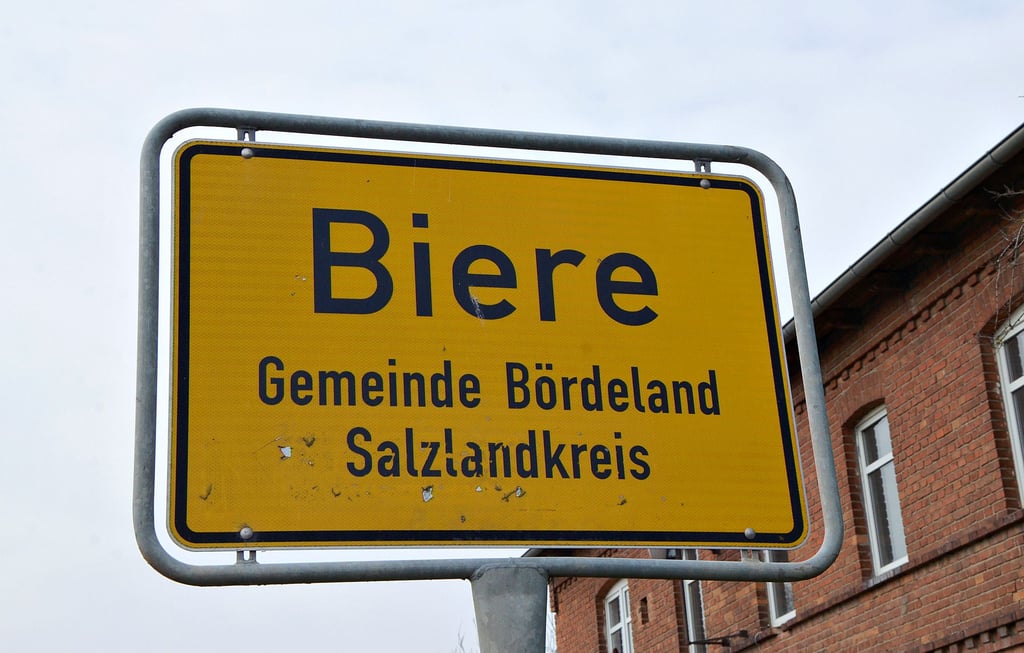 Biere
Gemeinde Bördeland
Salzlandkreis